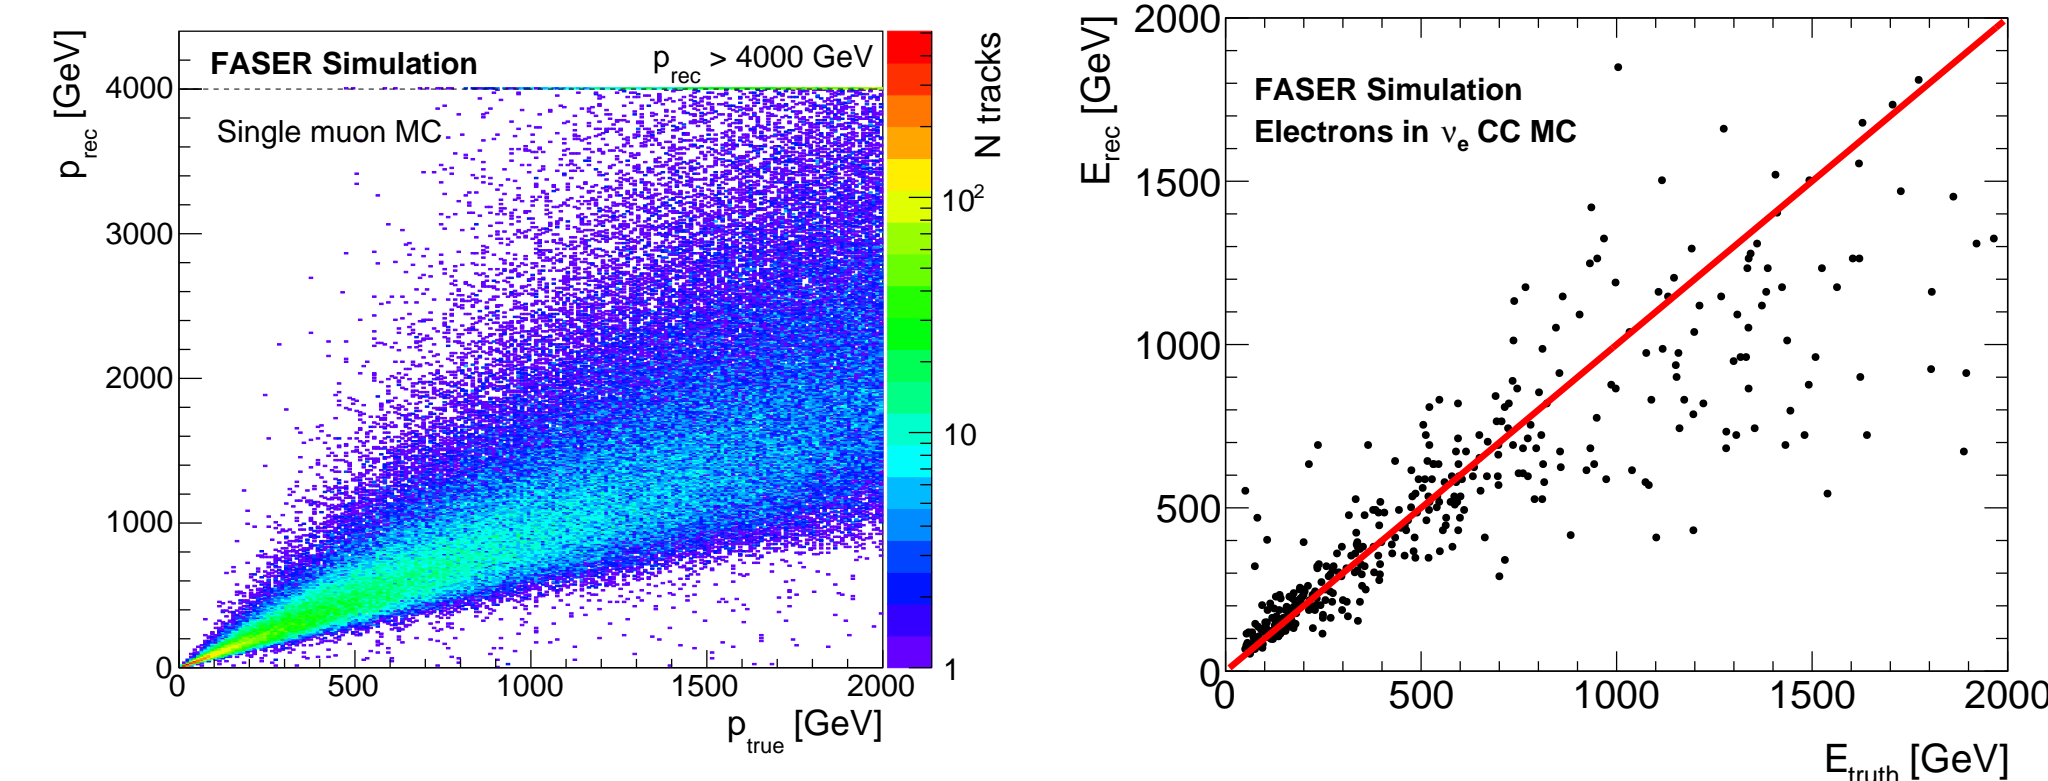 FASER Simulation
p_rec > 4000 GeV
Single muon MC
p_rec [GeV]
4000
3000
2000
1000
0
0 500 1000 1500 2000
p_true [GeV]
N tracks
10²
10
1
FASER Simulation
Electrons in ν_e CC MC
E_rec [GeV]
2000
1500
1000
500
0
0 500 1000 1500 2000
E_truth [GeV]